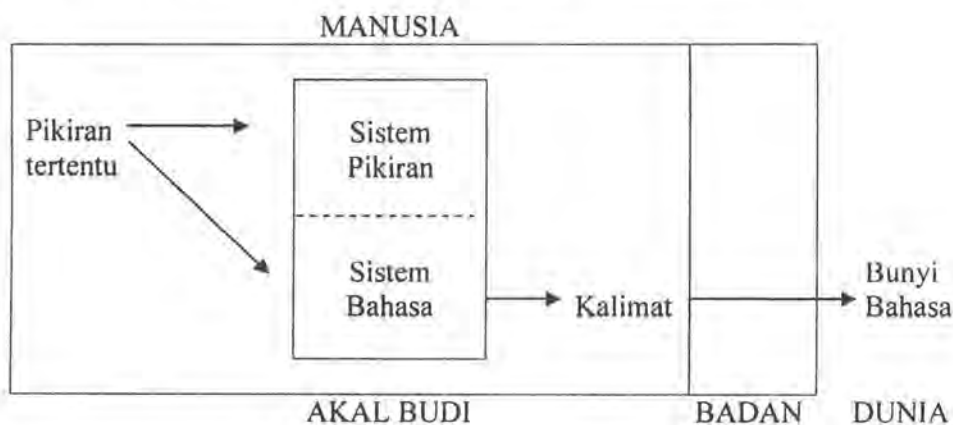 MANUSIA
Pikiran
tertentu
Sistem
Pikiran
Sistem
Bahasa
Kalimat
Bunyi
Bahasa
AKAL BUDI
BADAN
DUNIA